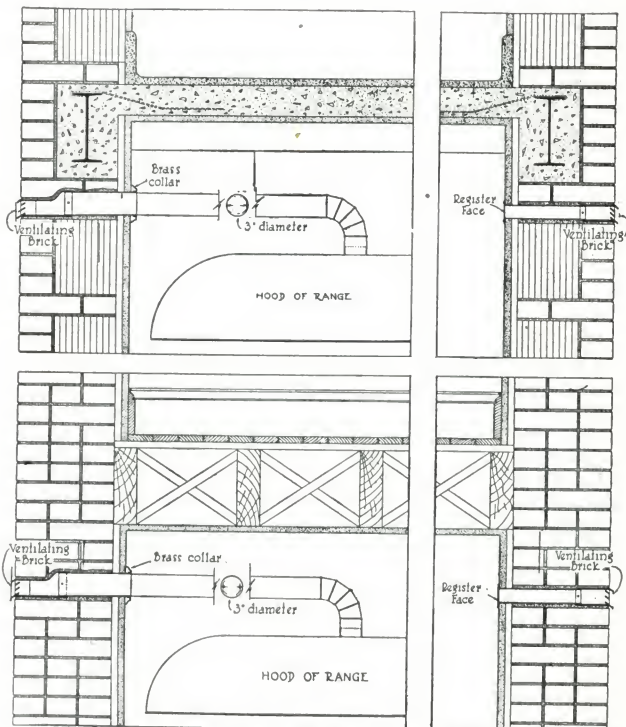 Brass
collar
Ventilating
Brick
3" diameter
HOOD OF RANGE
Register
Face
Ventilating
Brick
Ventilating
Brick
Brass collar
3" diameter
HOOD OF RANGE
Register
Face
Ventilating
Brick